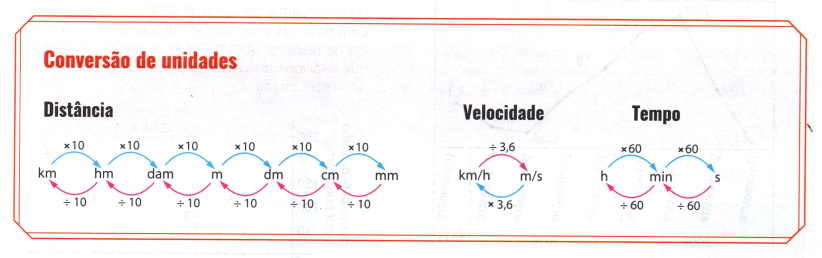 Conversão de unidades
Distância
×10 ×10 ×10 ×10 ×10 ×10
km hm dam m dm cm mm
÷ 10 ÷ 10 ÷ 10 ÷ 10 ÷ 10 ÷ 10
Velocidade
÷ 3,6
km/h m/s
× 3,6
Tempo
×60 ×60
h min s
÷ 60 ÷ 60